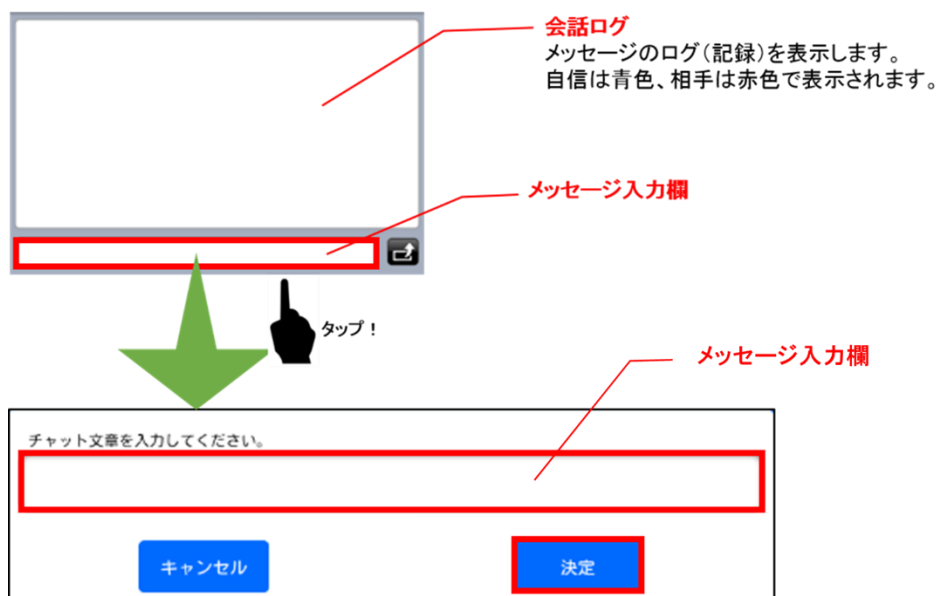 会話ログ
メッセージのログ(記録)を表示します。
自信は青色、相手は赤色で表示されます。
メッセージ入力欄
タップ!
メッセージ入力欄
チャット文章を入力してください。
キャンセル
決定